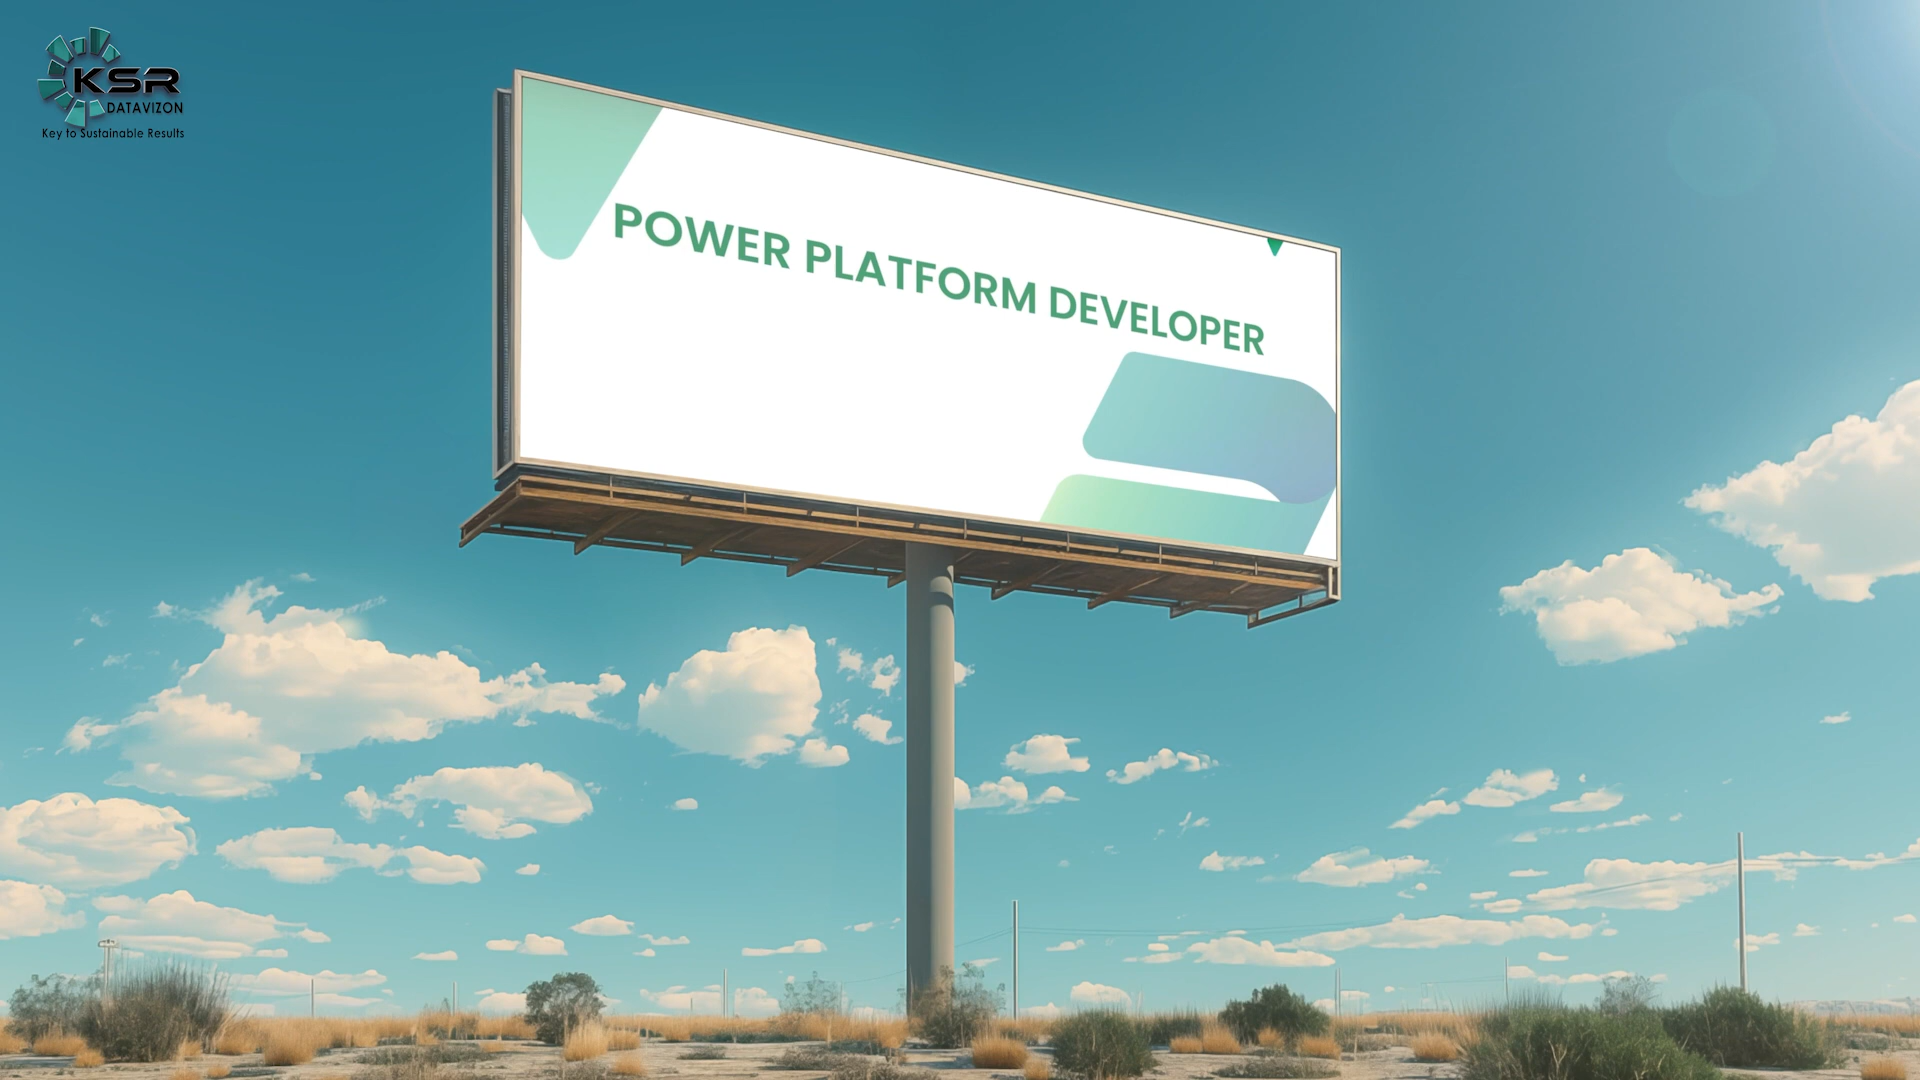 KSR
DATAVIZON
Key to Sustainable Results
POWER PLATFORM DEVELOPER